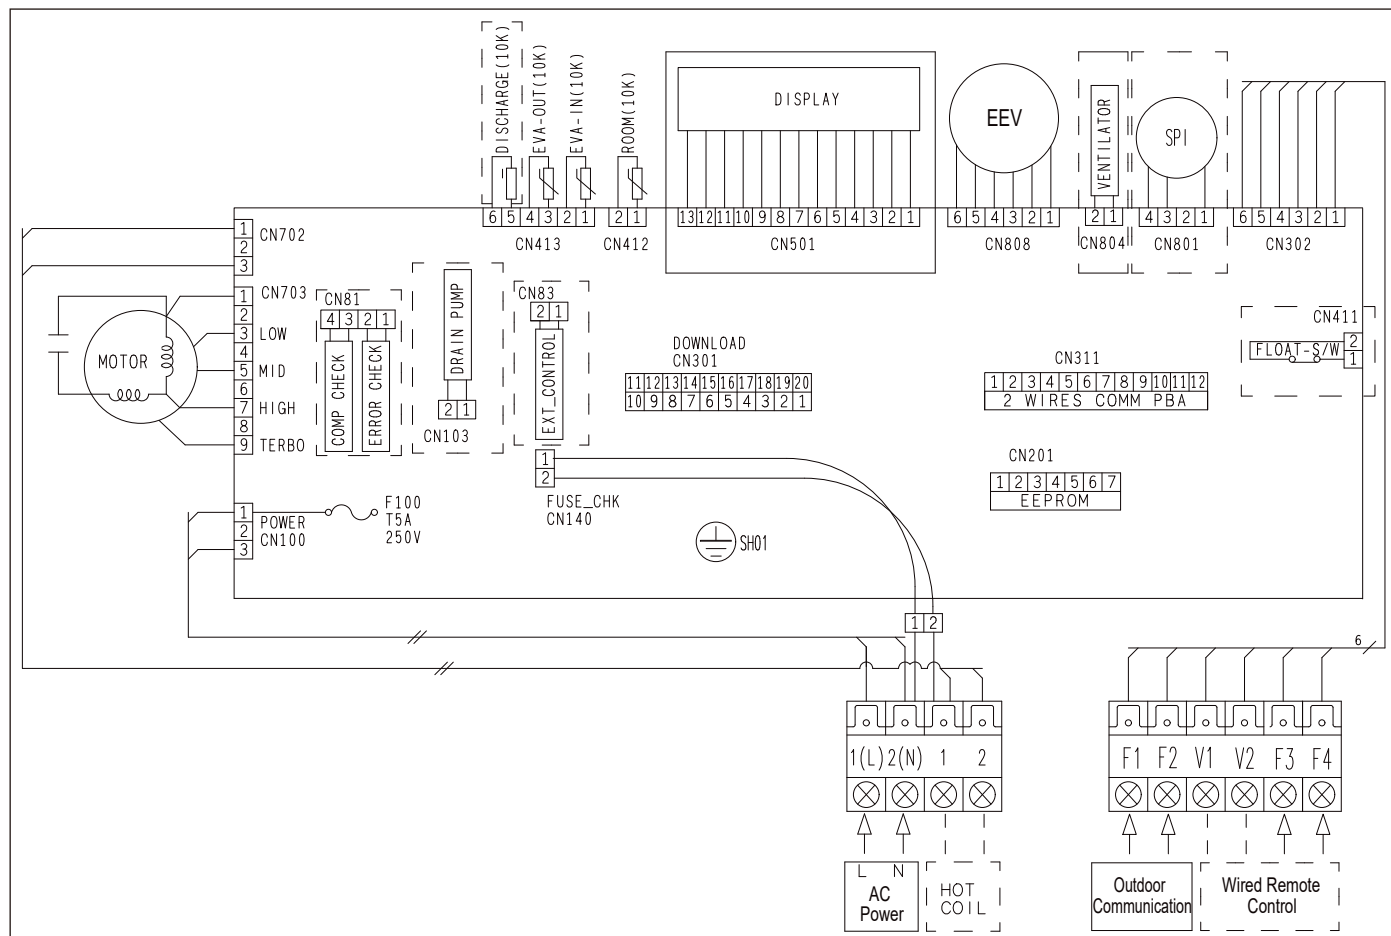 DISCHARGE(10K)
EVA-OUT(10K)
EVA-IN(10K)
ROOM(10K)
DISPLAY
EEV
VENTILATOR
SPI
6 5 4 3 2 1
CN413
2 1
CN412
13 12 11 10 9 8 7 6 5 4 3 2 1
CN501
6 5 4 3 2 1
CN808
2 1
CN804
4 3 2 1
CN801
6 5 4 3 2 1
CN302
1
2
3
CN702
MOTOR
1
2
3
4
5
6
7
8
9
CN703
LOW
MID
HIGH
TERBO
CN81
4 3 2 1
COMP CHECK
ERROR CHECK
DRAIN PUMP
2 1
CN103
CN83
2 1
EXT_CONTROL
DOWNLOAD
CN301
11 12 13 14 15 16 17 18 19 20
10 9 8 7 6 5 4 3 2 1
CN311
1 2 3 4 5 6 7 8 9 10 11 12
2 WIRES COMM PBA
CN411
FLOAT-S/W
2
1
CN201
1 2 3 4 5 6 7
EEPROM
1
2
FUSE_CHK
CN140
1
2
3
POWER
CN100
F100
T5A
250V
SH01
1 2
6
1(L) 2(N) 1 2
L N
AC
Power
HOT
COIL
F1 F2 V1 V2 F3 F4
Outdoor
Communication
Wired Remote
Control